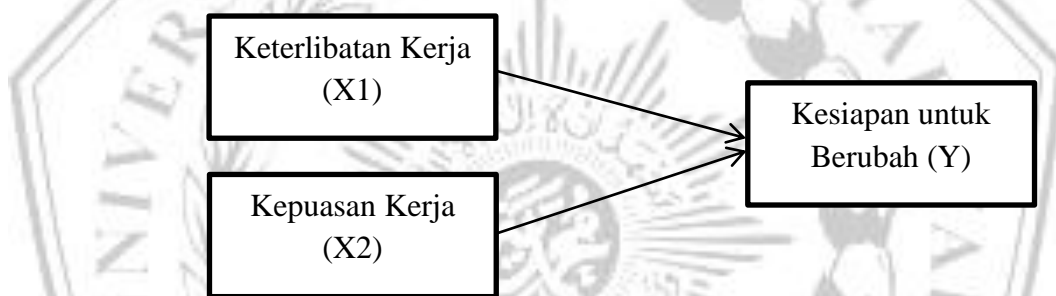 Keterlibatan Kerja
(X1)
Kesiapan untuk
Berubah (Y)
Kepuasan Kerja
(X2)